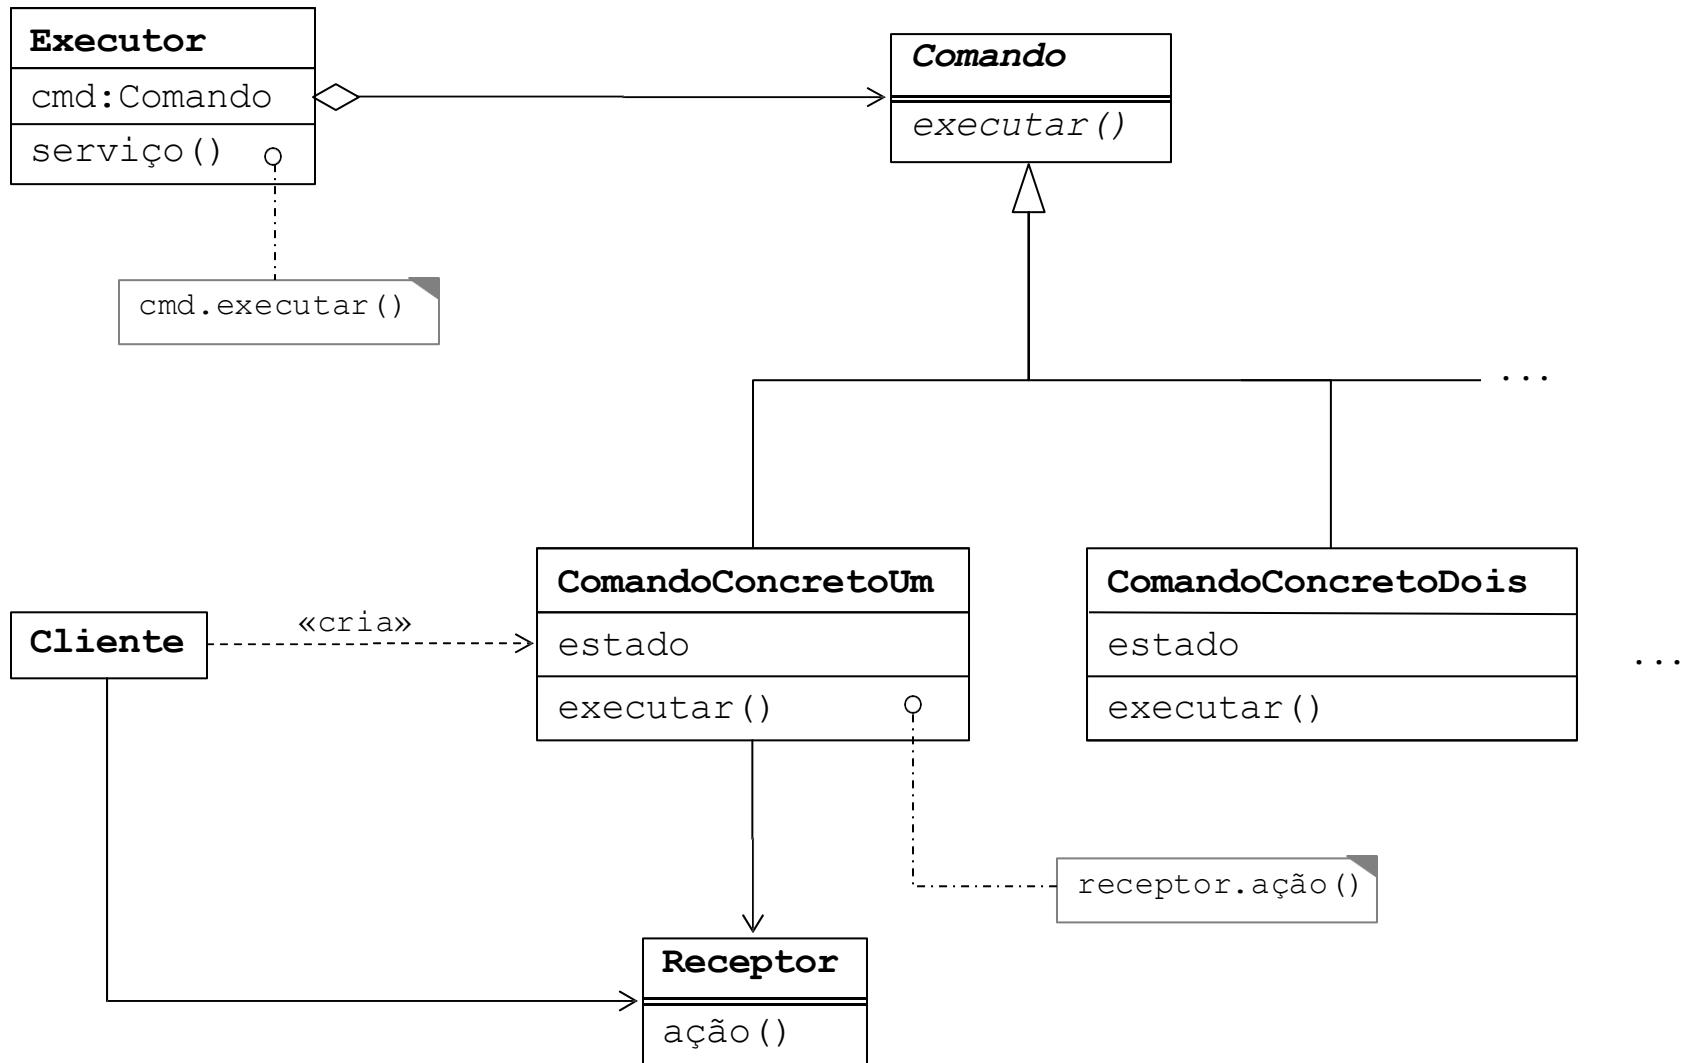 Executor
cmd:Comando
serviço()
cmd.executar()
Comando
executar()
...
Cliente
«cria»
ComandoConcretoUm
estado
executar()
ComandoConcretoDois
estado
executar()
...
receptor.ação()
Receptor
ação()